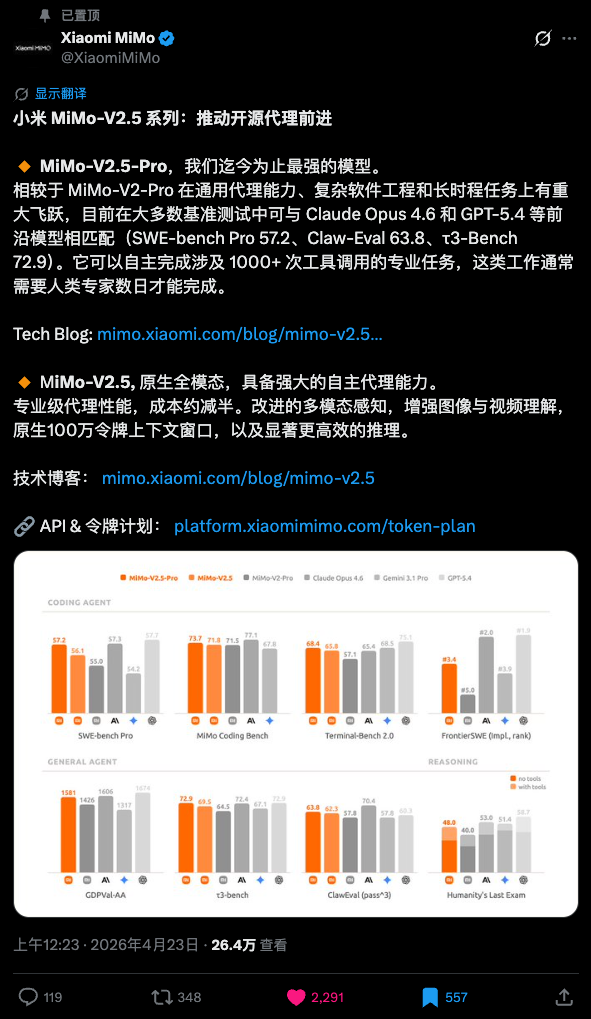 已置顶
Xiaomi MiMo
@XiaomiMiMo
显示翻译
小米 MiMo-V2.5 系列：推动开源代理前进
🔸 MiMo-V2.5-Pro，我们迄今为止最强的模型。
相较于 MiMo-V2-Pro 在通用代理能力、复杂软件工程和长时程任务上有重
大飞跃，目前在大多数基准测试中可与 Claude Opus 4.6 和 GPT-5.4 等前
沿模型相匹配（SWE-bench Pro 57.2、Claw-Eval 63.8、τ3-Bench
72.9）。它可以自主完成涉及 1000+ 次工具调用的专业任务，这类工作通常
需要人类专家数日才能完成。
Tech Blog: mimo.xiaomi.com/blog/mimo-v2.5…
🔸 MiMo-V2.5, 原生全模态，具备强大的自主代理能力。
专业级代理性能，成本约减半。改进的多模态感知，增强图像与视频理解，
原生100万令牌上下文窗口，以及显著更高效的推理。
技术博客： mimo.xiaomi.com/blog/mimo-v2.5
🔗 API & 令牌计划： platform.xiaomimimo.com/token-plan
MiMo-V2.5-Pro MiMo-V2.5 MiMo-V2-Pro Claude Opus 4.6 Gemini 3.1 Pro GPT-5.4
CODING AGENT
57.2 56.1 55.0 57.3 54.2 57.7
SWE-bench Pro
73.7 71.8 71.5 77.1 67.8
MiMo Coding Bench
68.4 65.8 57.1 65.4 68.5 75.1
Terminal-Bench 2.0
#3.4 #5.0 #2.0 #3.9 #1.9
FrontierSWE (Impl., rank)
GENERAL AGENT
1581 1426 1606 1317 1674
GDPVal-AA
72.9 69.5 64.5 72.4 67.1 72.9
τ3-bench
63.8 62.3 57.8 70.4 57.8 60.3
ClawEval (pass^3)
REASONING
no tools
with tools
48.0 40.0 53.0 51.4 58.7
Humanity's Last Exam
上午12:23 · 2026年4月23日 · 26.4万 查看
119 348 2,291 557